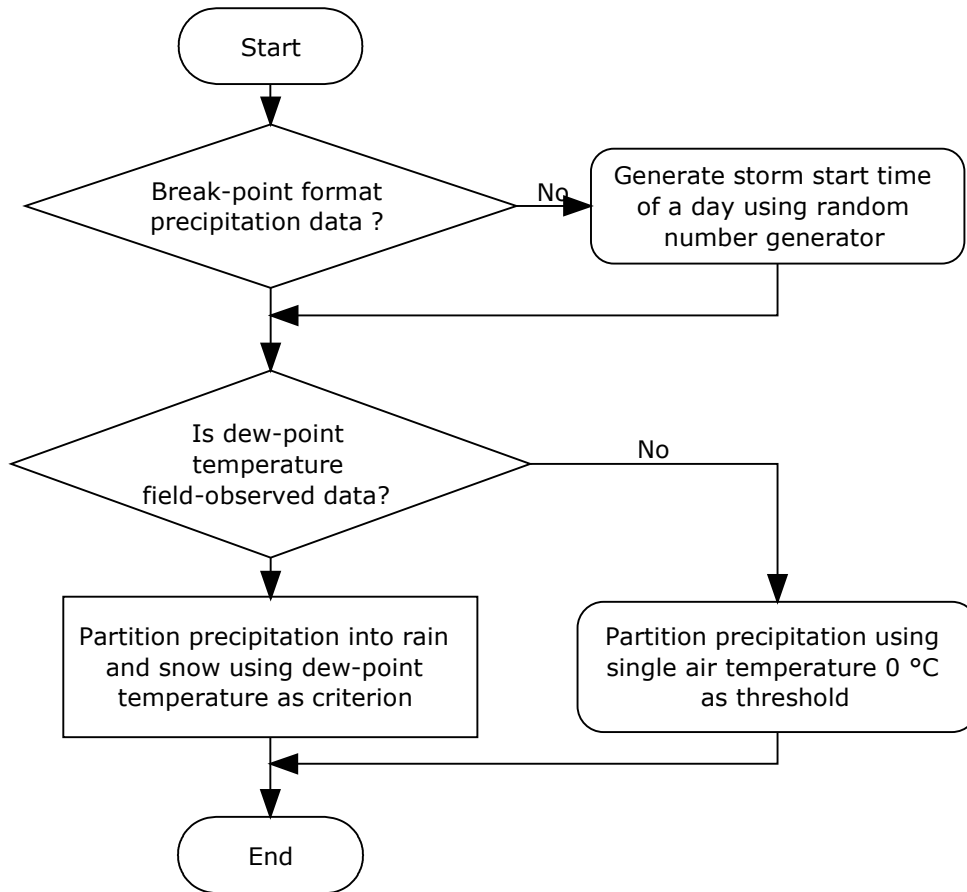 Start
Break-point format
precipitation data ?
No
Generate storm start time
of a day using random
number generator
Is dew-point
temperature
field-observed data?
No
Partition precipitation into rain
and snow using dew-point
temperature as criterion
Partition precipitation using
single air temperature 0 °C
as threshold
End